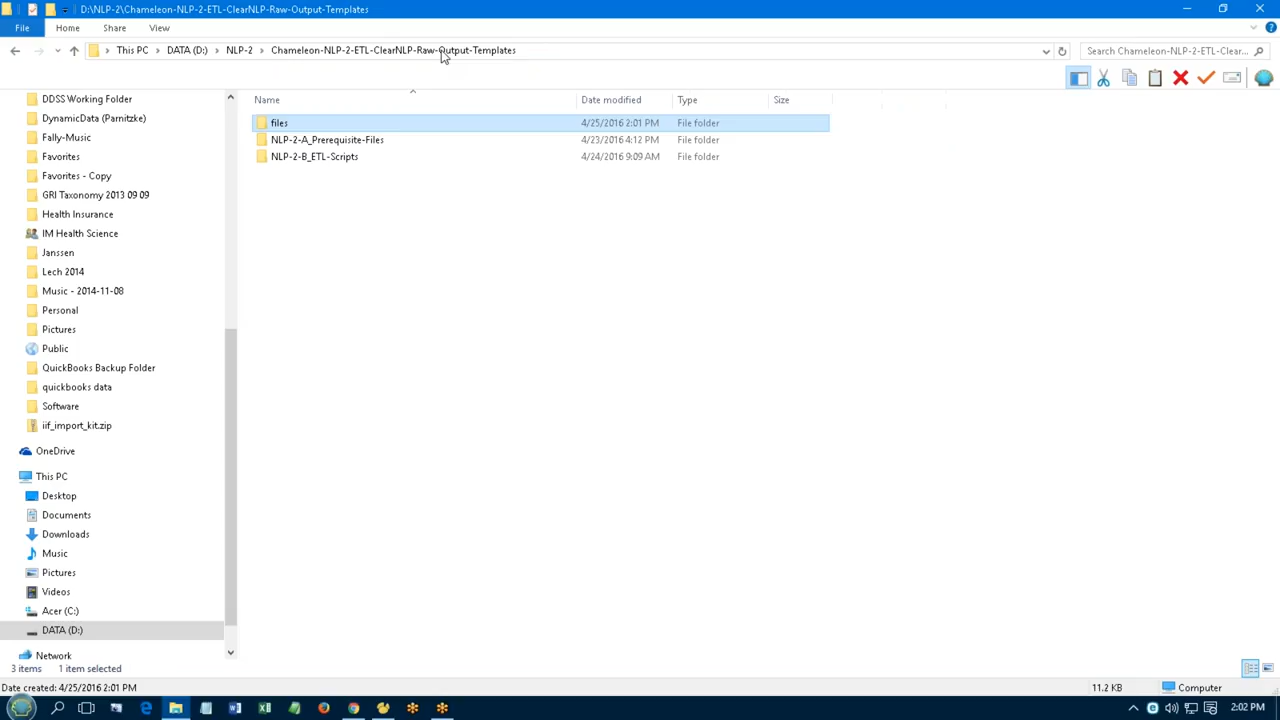 D:\NLP-2\Chameleon-NLP-2-ETL-ClearNLP-Raw-Output-Templates
File Home Share View
This PC DATA (D:) NLP-2 Chameleon-NLP-2-ETL-ClearNLP-Raw-Output-Templates Search Chameleon-NLP-2-ETL-Clear...
Name Date modified Type Size
files 4/25/2016 2:01 PM File folder
NLP-2-A_Prerequisite-Files 4/23/2016 4:12 PM File folder
NLP-2-B_ETL-Scripts 4/24/2016 9:09 AM File folder
DDSS Working Folder
DynamicData (Parnitzke)
Fally-Music
Favorites
Favorites - Copy
GRI Taxonomy 2013 09 09
Health Insurance
IM Health Science
Janssen
Lech 2014
Music - 2014-11-08
Personal
Pictures
Public
QuickBooks Backup Folder
quickbooks data
Software
iif_import_kit.zip
OneDrive
This PC
Desktop
Documents
Downloads
Music
Pictures
Videos
Acer (C:)
DATA (D:)
Network
3 items 1 item selected
Date created: 4/25/2016 2:01 PM 11.2 KB Computer
2:02 PM